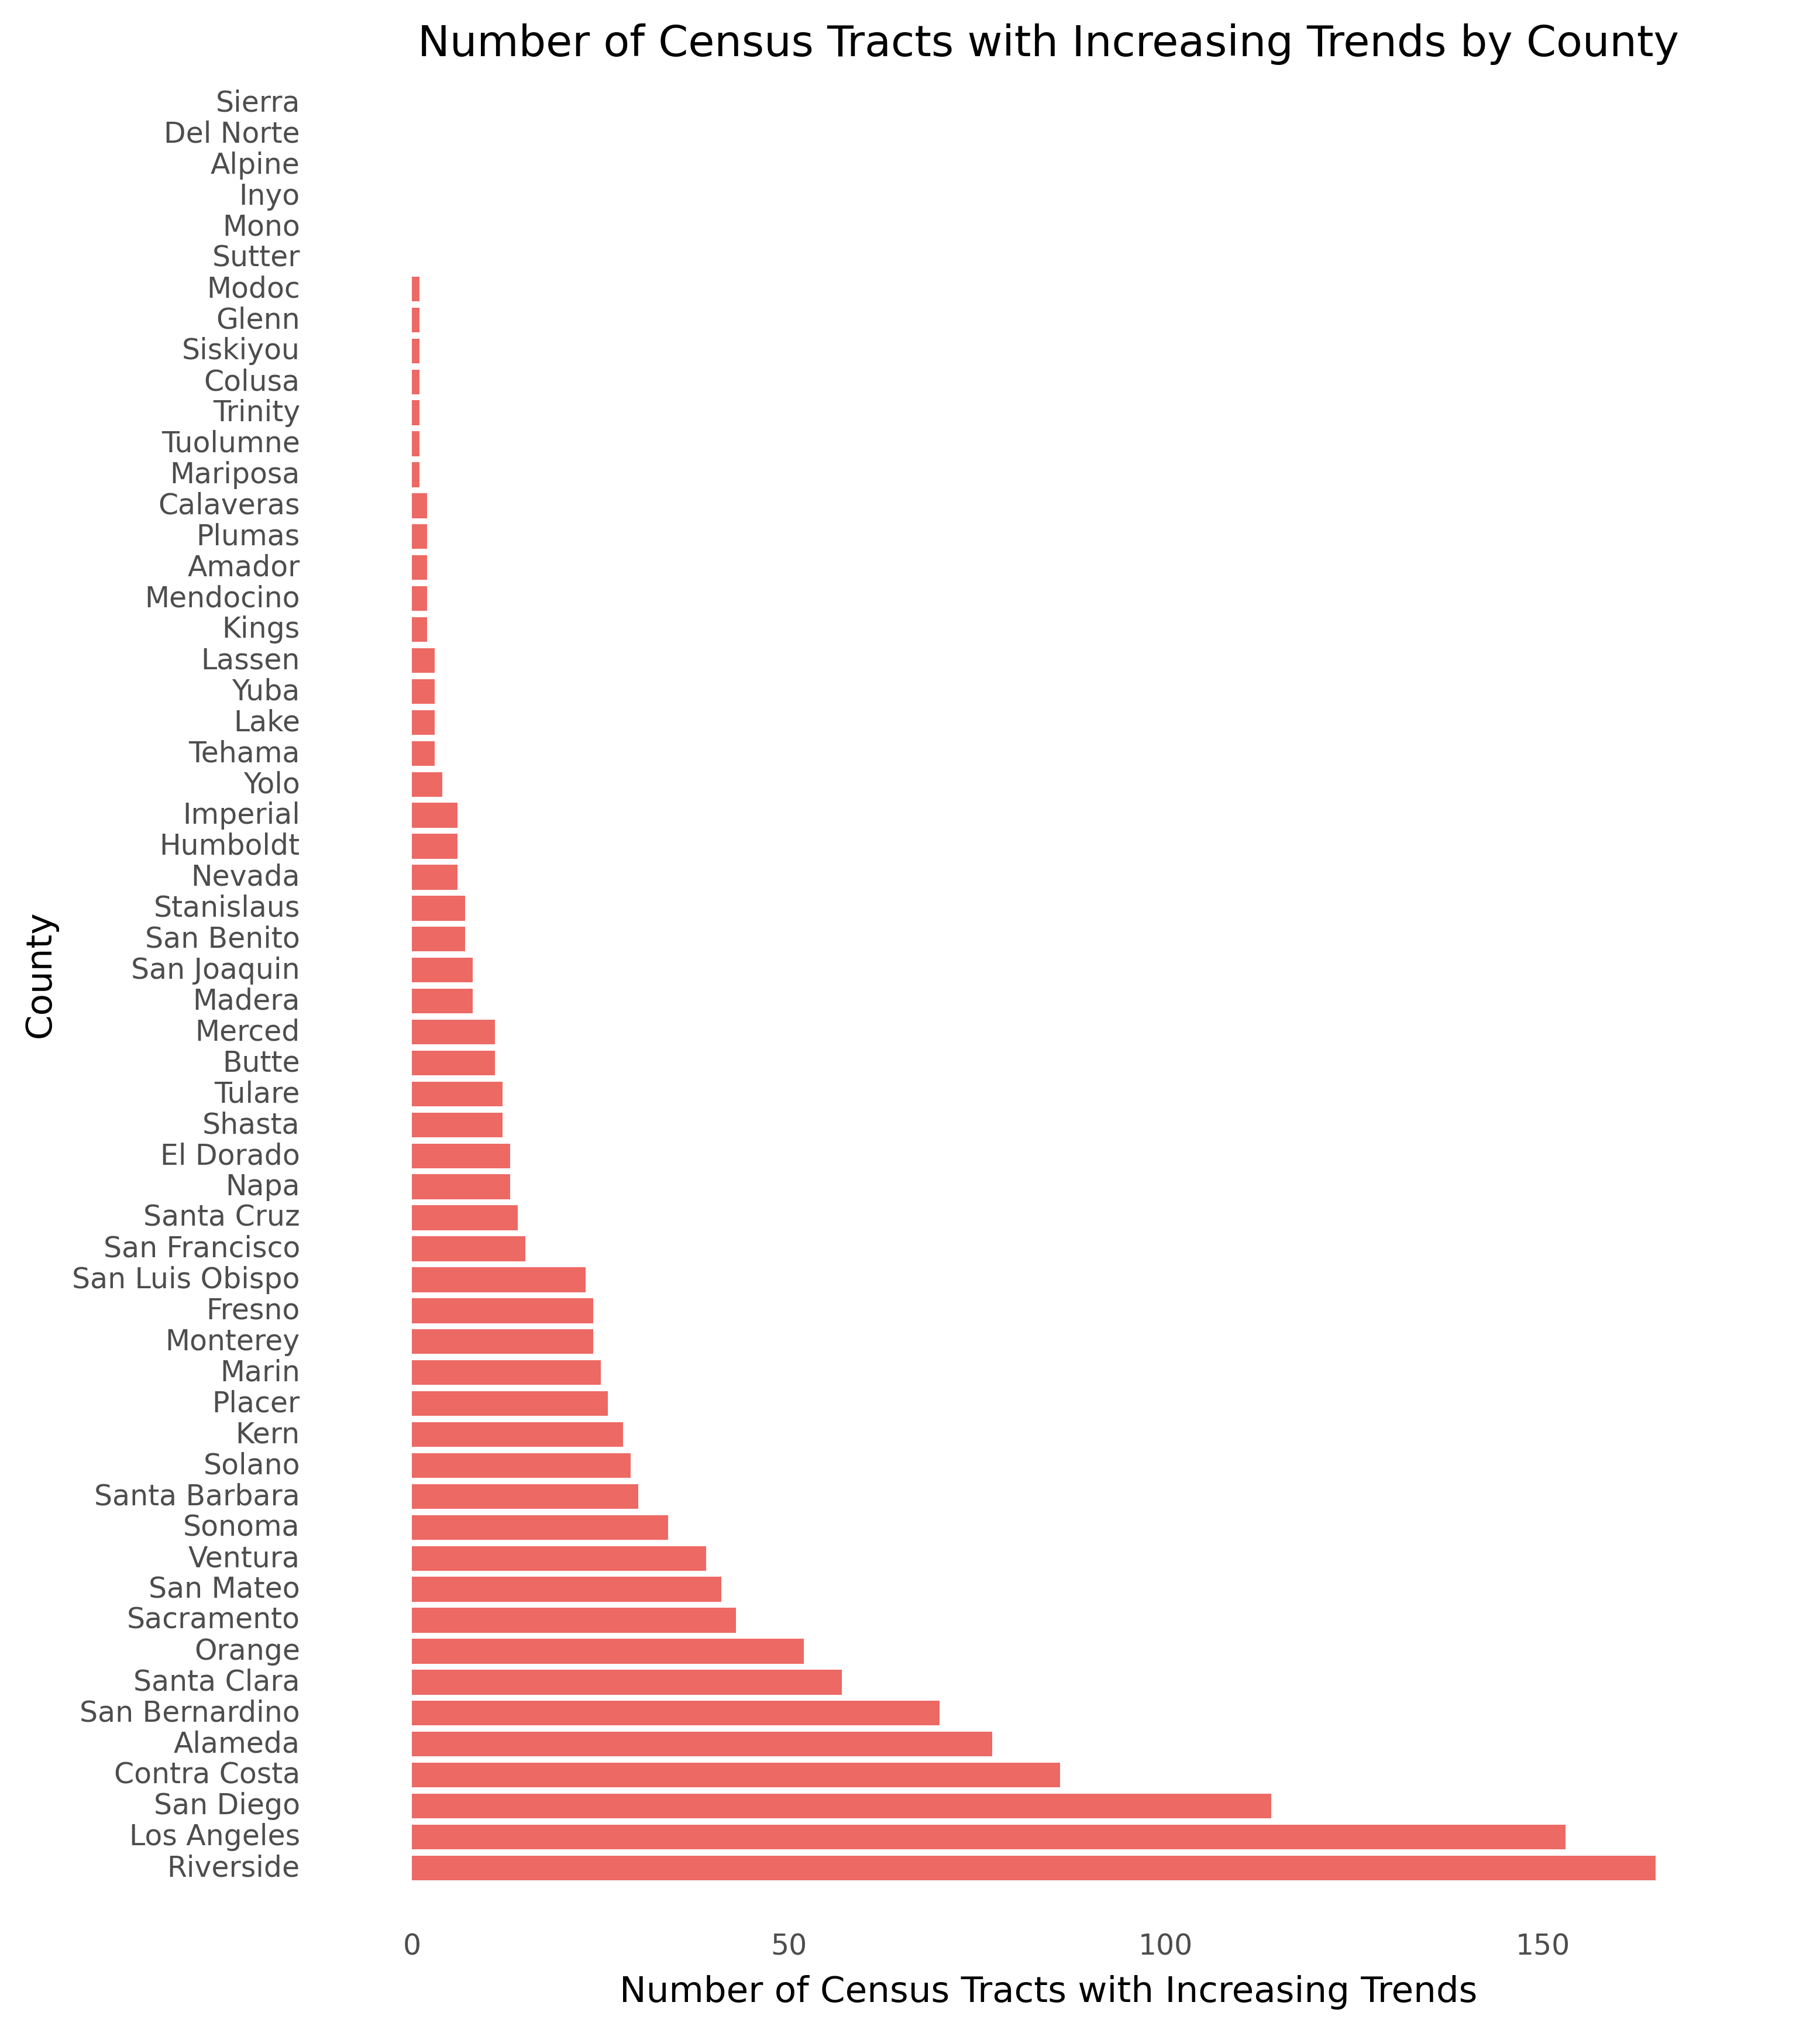 Number of Census Tracts with Increasing Trends by County
Sierra
Del Norte
Alpine
Inyo
Mono
Sutter
Modoc
Glenn
Siskiyou
Colusa
Trinity
Tuolumne
Mariposa
Calaveras
Plumas
Amador
Mendocino
Kings
Lassen
Yuba
Lake
Tehama
Yolo
Imperial
Humboldt
Nevada
Stanislaus
San Benito
San Joaquin
Madera
Merced
Butte
Tulare
Shasta
El Dorado
Napa
Santa Cruz
San Francisco
San Luis Obispo
Fresno
Monterey
Marin
Placer
Kern
Solano
Santa Barbara
Sonoma
Ventura
San Mateo
Sacramento
Orange
Santa Clara
San Bernardino
Alameda
Contra Costa
San Diego
Los Angeles
Riverside
County
0 50 100 150
Number of Census Tracts with Increasing Trends